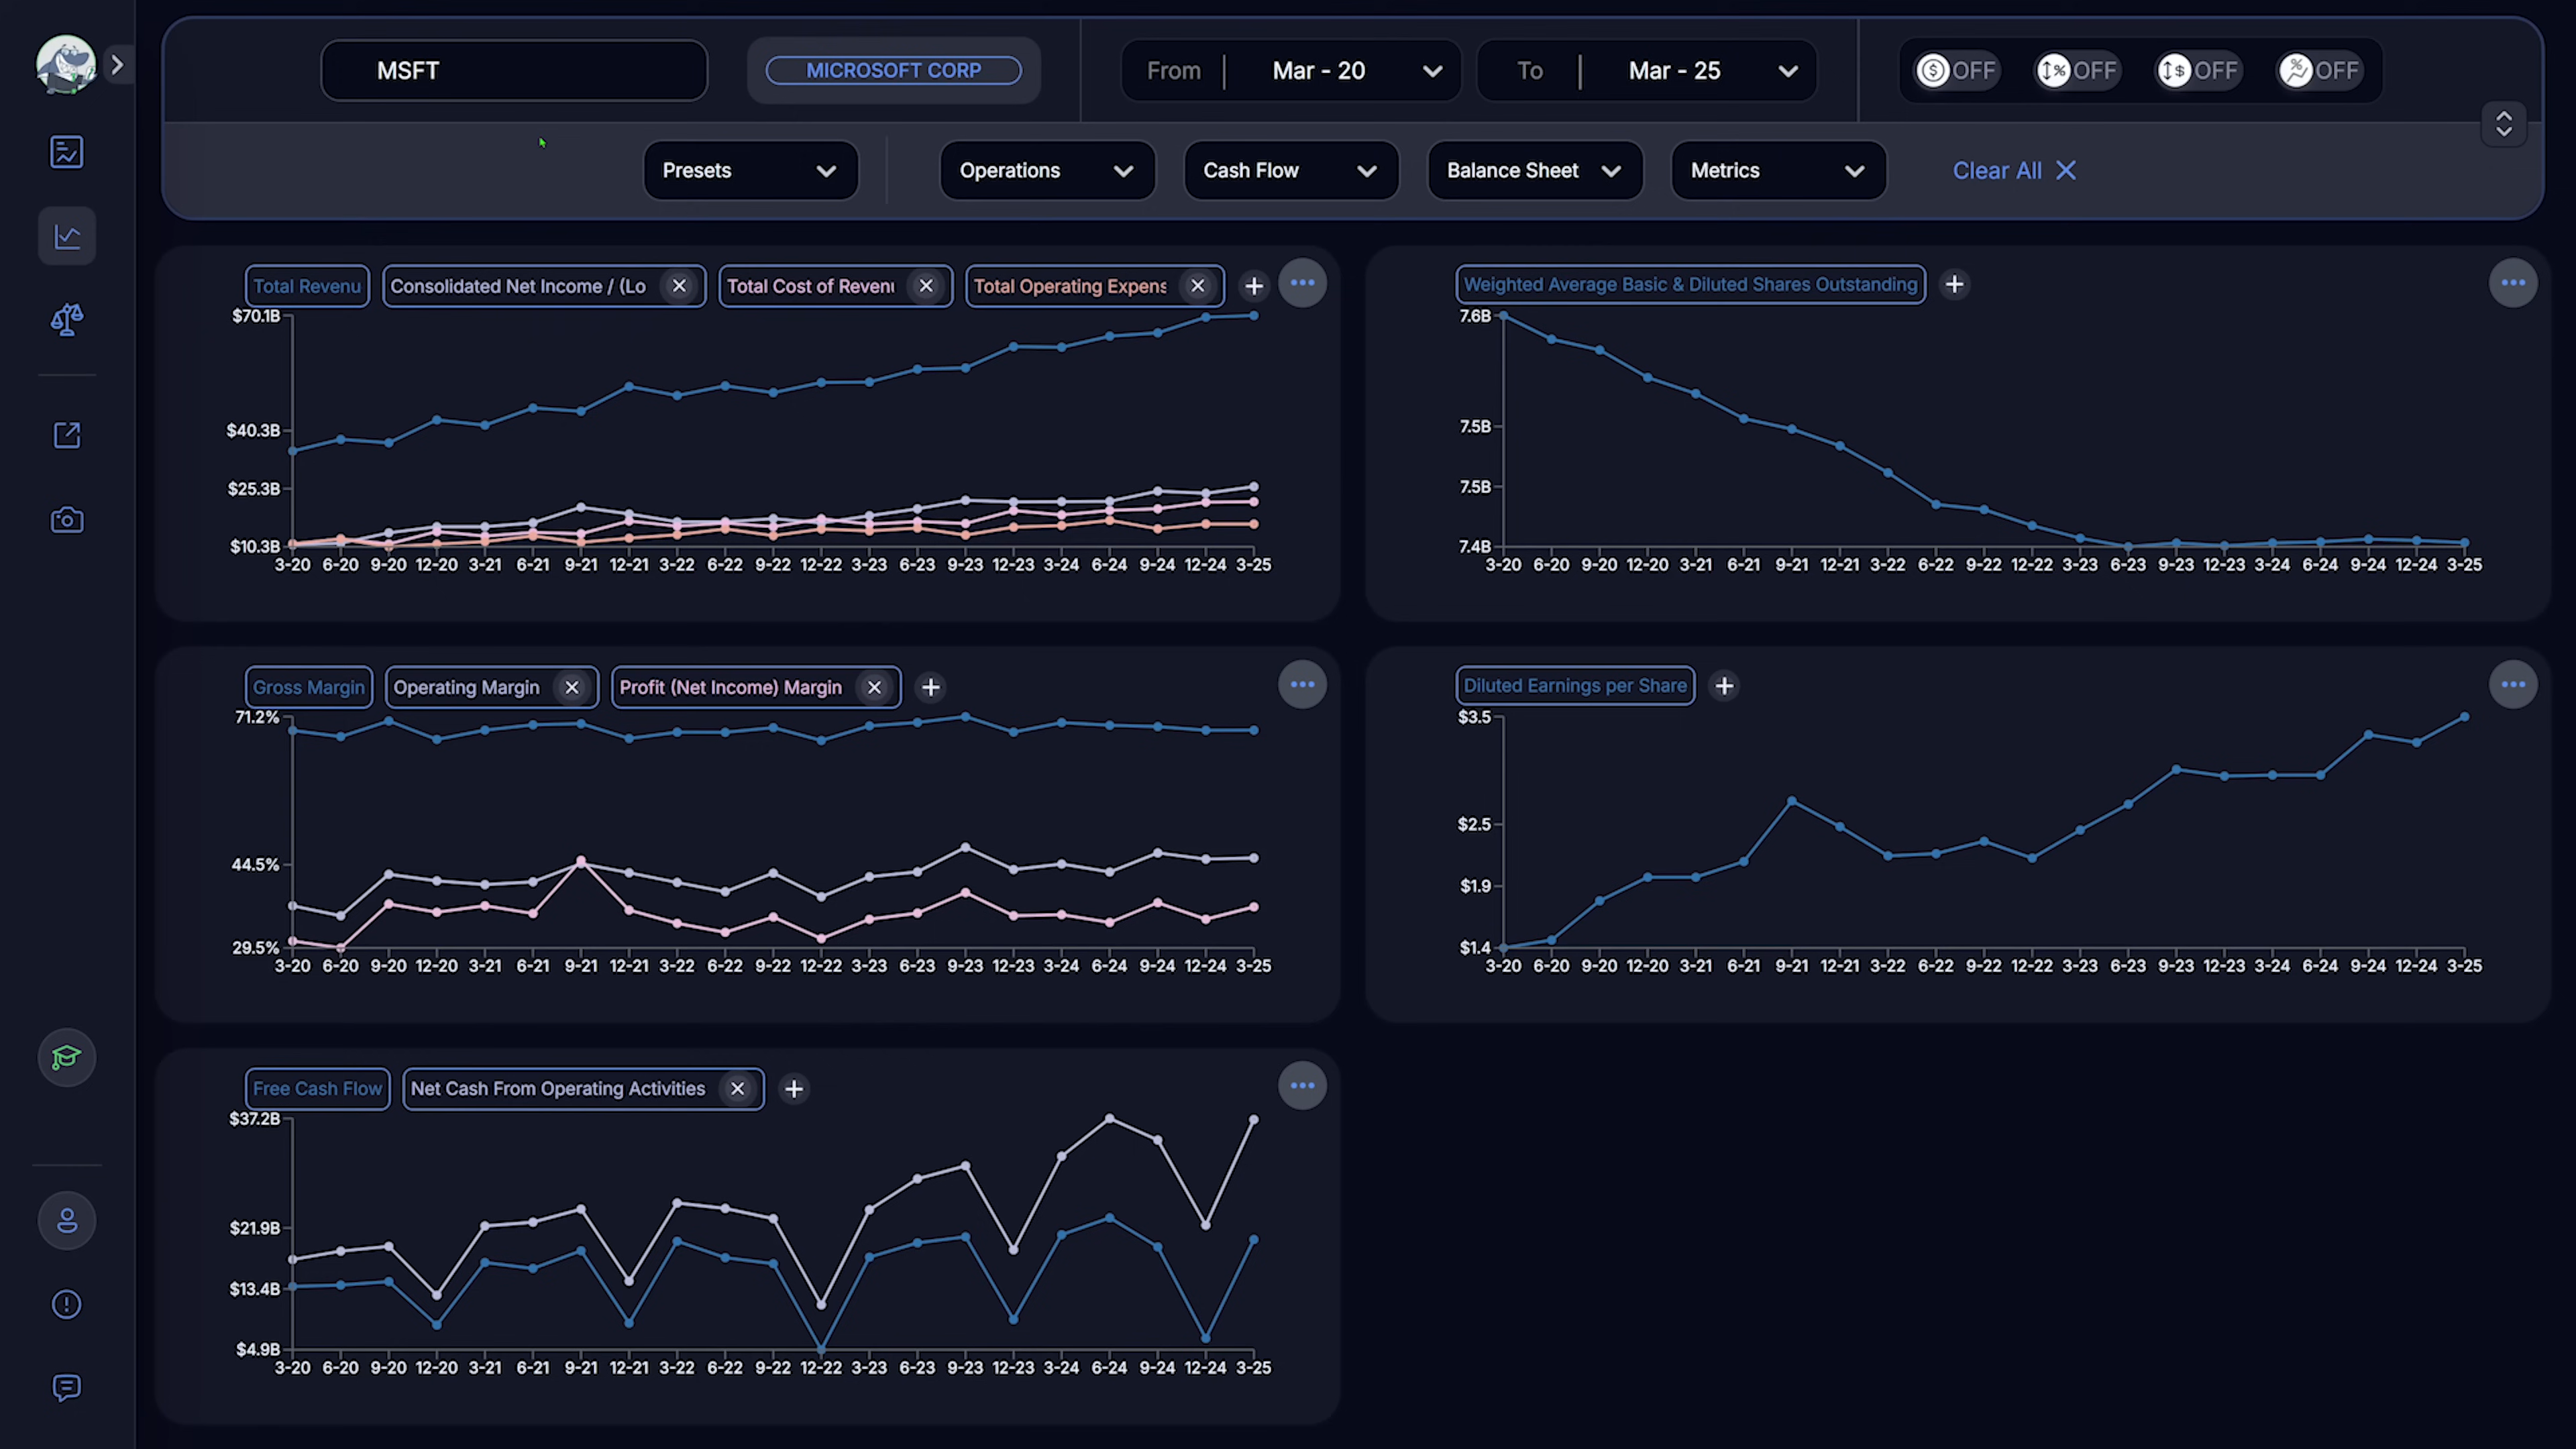 MSFT
MICROSOFT CORP
From Mar - 20
To Mar - 25
OFF OFF OFF OFF
Presets Operations Cash Flow Balance Sheet Metrics Clear All
Total Revenu Consolidated Net Income / (Lo Total Cost of Reven Total Operating Expens
$70.1B
$40.3B
$25.3B
$10.3B
3-20 6-20 9-20 12-20 3-21 6-21 9-21 12-21 3-22 6-22 9-22 12-22 3-23 6-23 9-23 12-23 3-24 6-24 9-24 12-24 3-25
Weighted Average Basic & Diluted Shares Outstanding
7.6B
7.5B
7.5B
7.4B
3-20 6-20 9-20 12-20 3-21 6-21 9-21 12-21 3-22 6-22 9-22 12-22 3-23 6-23 9-23 12-23 3-24 6-24 9-24 12-24 3-25
Gross Margin Operating Margin Profit (Net Income) Margin
71.2%
44.5%
29.5%
3-20 6-20 9-20 12-20 3-21 6-21 9-21 12-21 3-22 6-22 9-22 12-22 3-23 6-23 9-23 12-23 3-24 6-24 9-24 12-24 3-25
Diluted Earnings per Share
$3.5
$2.5
$1.9
$1.4
3-20 6-20 9-20 12-20 3-21 6-21 9-21 12-21 3-22 6-22 9-22 12-22 3-23 6-23 9-23 12-23 3-24 6-24 9-24 12-24 3-25
Free Cash Flow Net Cash From Operating Activities
$37.2B
$21.9B
$13.4B
$4.9B
3-20 6-20 9-20 12-20 3-21 6-21 9-21 12-21 3-22 6-22 9-22 12-22 3-23 6-23 9-23 12-23 3-24 6-24 9-24 12-24 3-25